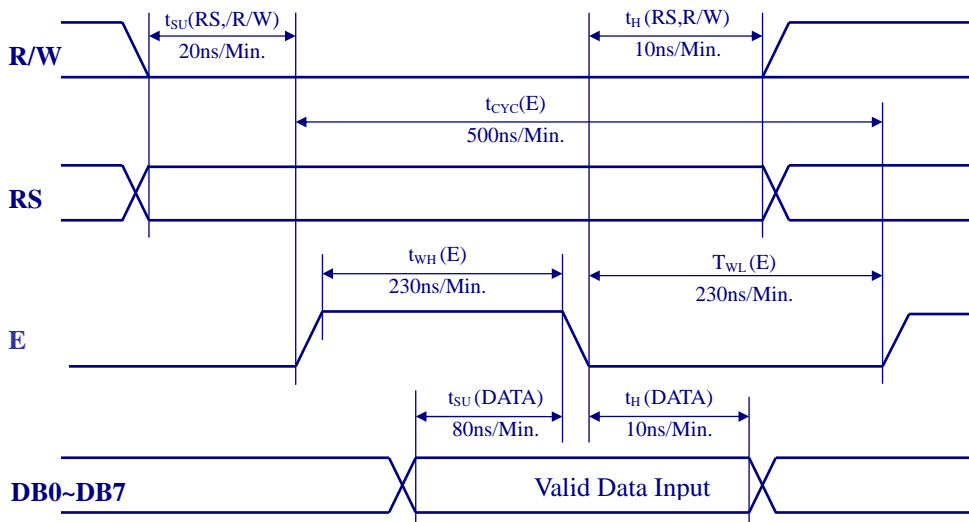 tSU(RS,/R/W)
20ns/Min.
tH(RS,R/W)
10ns/Min.
R/W
tCYC(E)
500ns/Min.
RS
tWH(E)
230ns/Min.
TWL(E)
230ns/Min.
E
tSU(DATA)
80ns/Min.
tH(DATA)
10ns/Min.
DB0~DB7
Valid Data Input